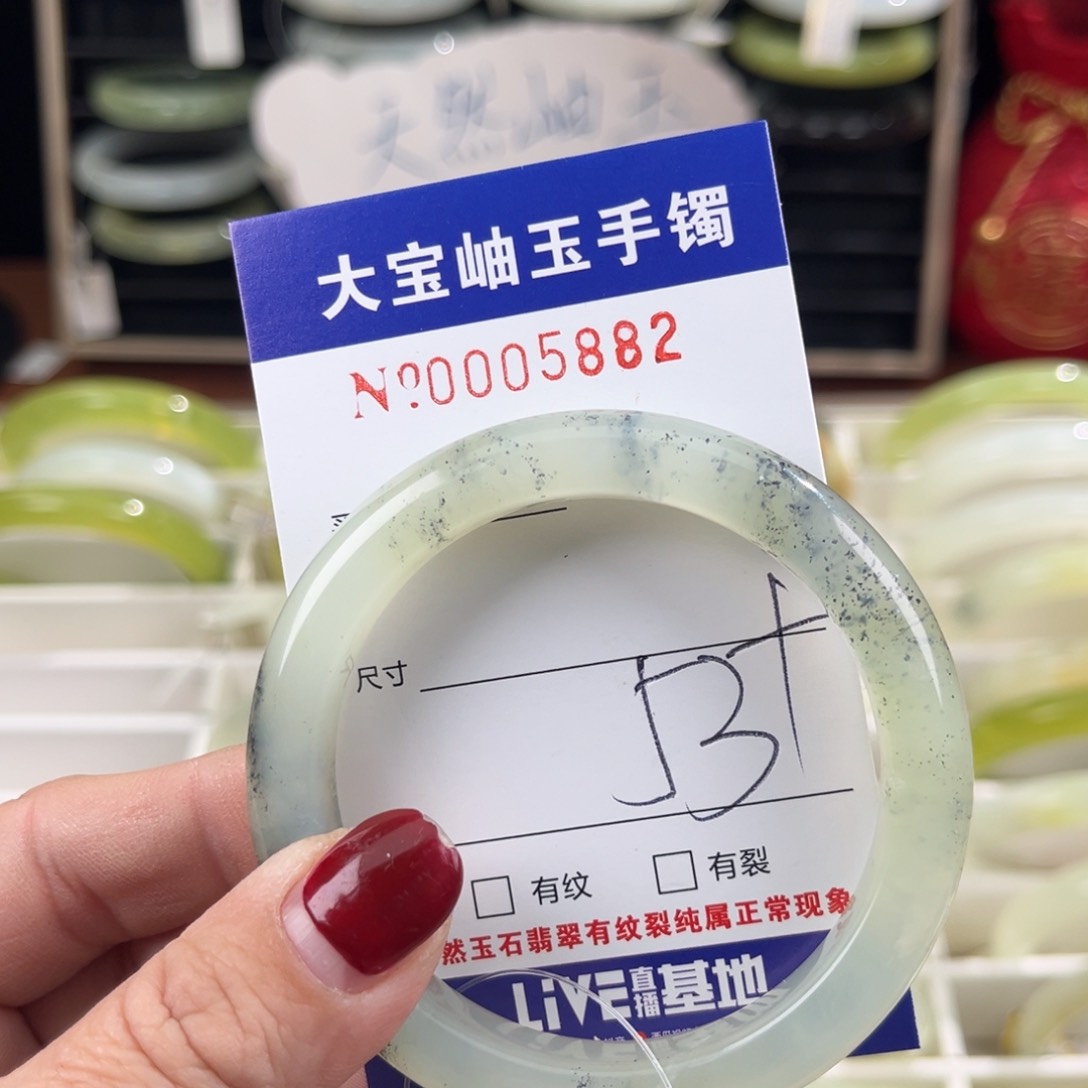 天然岫玉
大宝岫玉手镯
Nº0005882
尺寸 53+
有纹 有裂
然玉石翡翠有纹裂纯属正常现象
LiVE直播基地